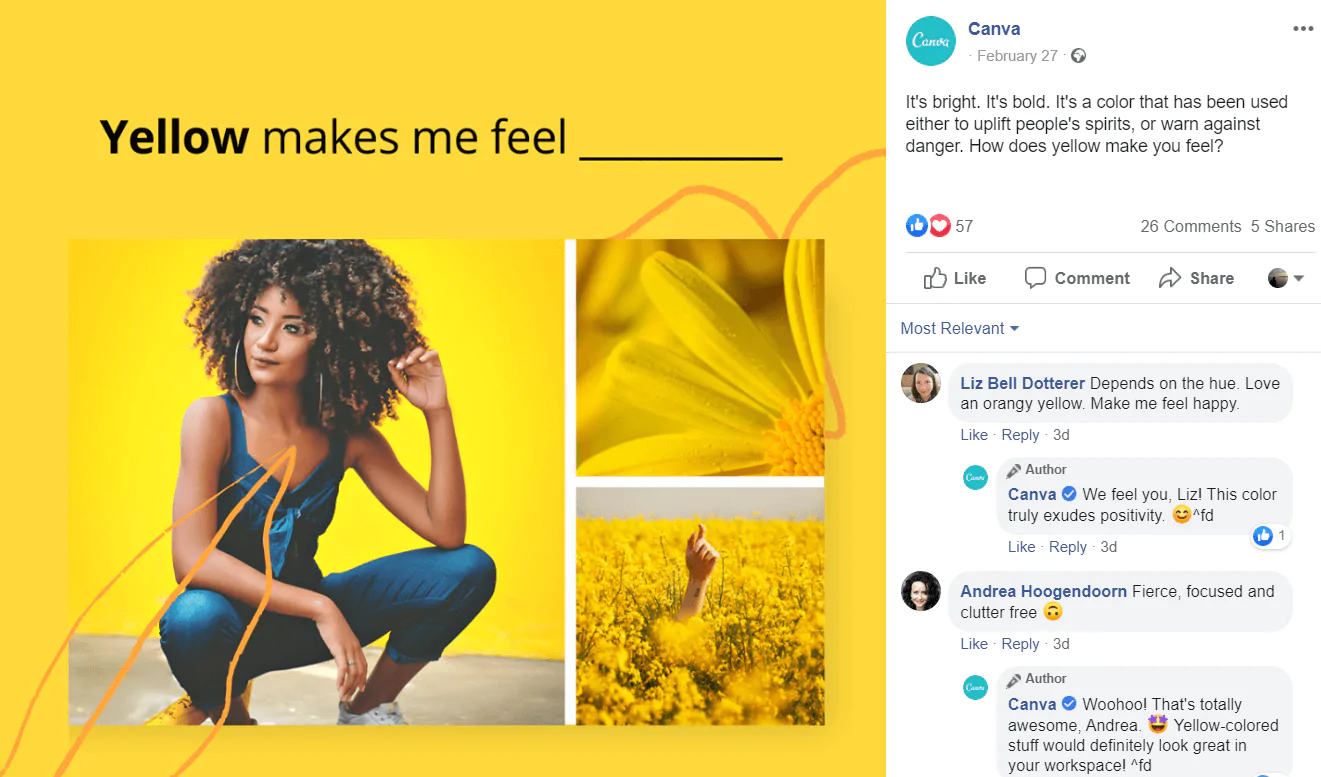 Yellow makes me feel __________
Canva
Canva
· February 27 ·
It's bright. It's bold. It's a color that has been used
either to uplift people's spirits, or warn against
danger. How does yellow make you feel?
57
26 Comments 5 Shares
Like Comment Share
Most Relevant
Liz Bell Dotterer Depends on the hue. Love
an orangy yellow. Make me feel happy.
Like · Reply · 3d
Canva
Author
Canva We feel you, Liz! This color
truly exudes positivity. 😊^fd
1
Like · Reply · 3d
Andrea Hoogendoorn Fierce, focused and
clutter free 🙃
Like · Reply · 3d
Canva
Author
Canva Woohoo! That's totally
awesome, Andrea. 🤩 Yellow-colored
stuff would definitely look great in
your workspace! ^fd